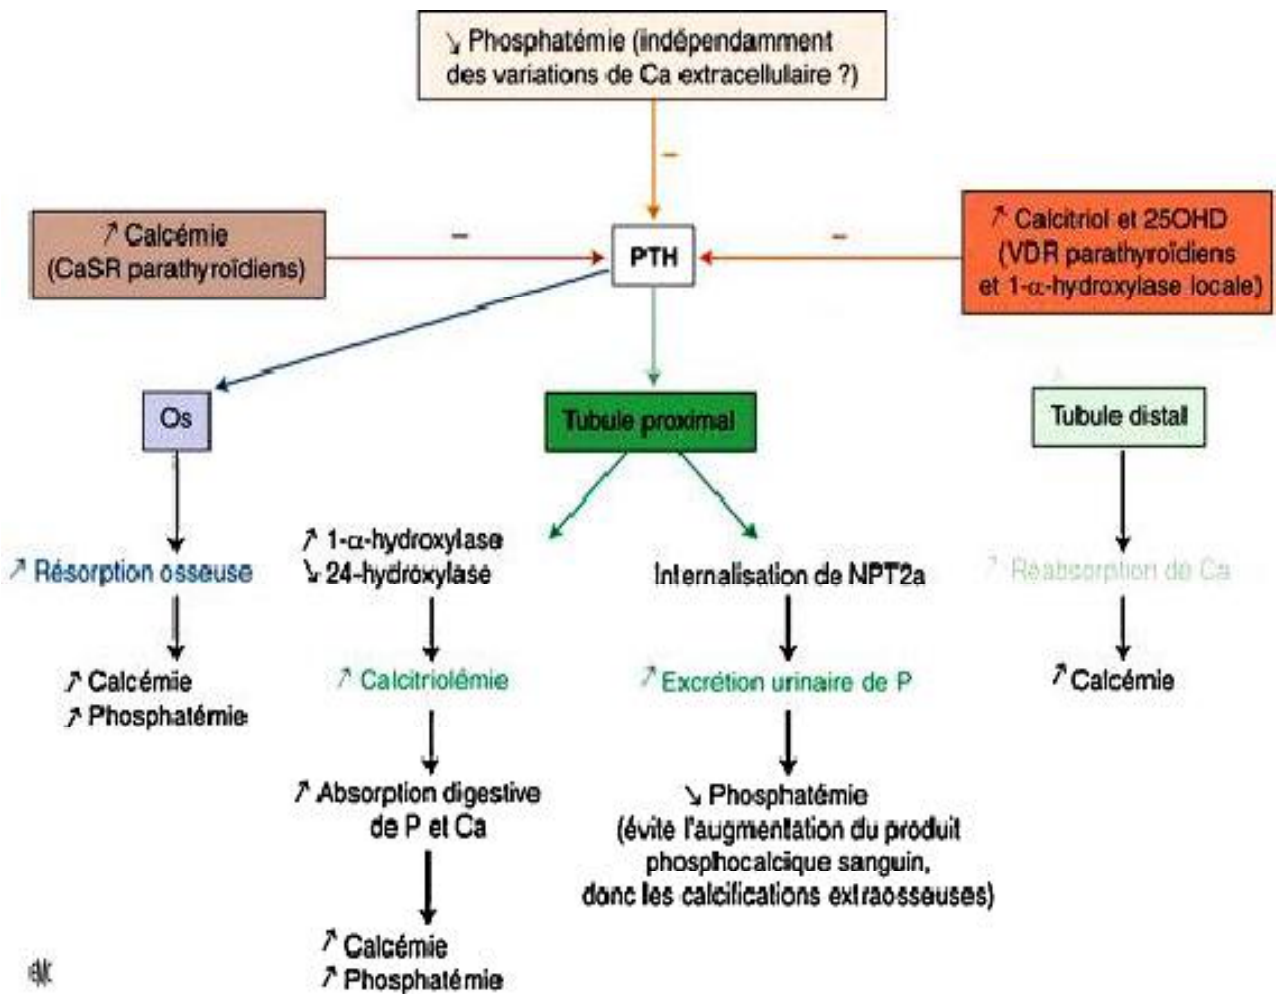 ↘ Phosphatémie (indépendamment
des variations de Ca extracellulaire ?)
–
↗ Calcémie
(CaSR parathyroïdiens)
–
PTH
–
↗ Calcitriol et 25OHD
(VDR parathyroïdiens
et 1-α-hydroxylase locale)
Os
Tubule proximal
Tubule distal
↗ Résorption osseuse
↗ 1-α-hydroxylase
↘ 24-hydroxylase
Internalisation de NPT2a
↗ Réabsorption de Ca
↗ Calcémie
↗ Phosphatémie
↗ Calcitriolémie
↗ Excrétion urinaire de P
↗ Calcémie
↗ Absorption digestive
de P et Ca
↘ Phosphatémie
(évite l'augmentation du produit
phosphocalcique sanguin,
donc les calcifications extraosseuses)
↗ Calcémie
↗ Phosphatémie